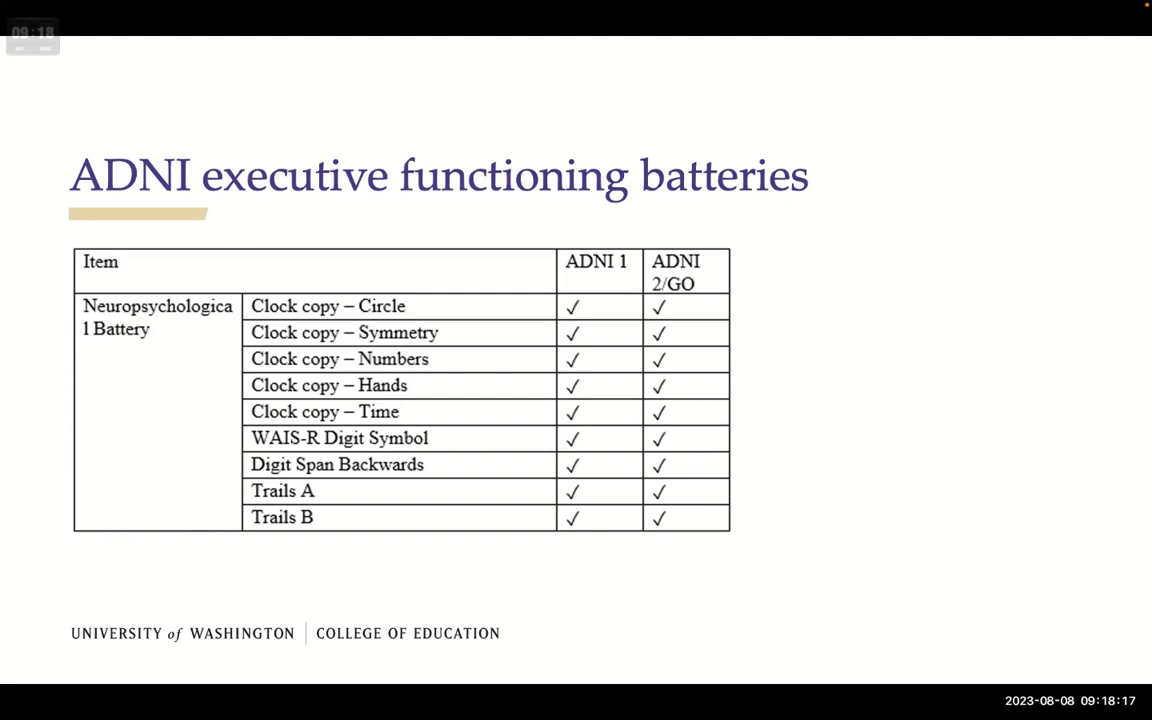 09:18
ADNI executive functioning batteries
Item ADNI 1 ADNI
2/GO
Neuropsychologica Clock copy – Circle ✓ ✓
l Battery
Clock copy – Symmetry ✓ ✓
Clock copy – Numbers ✓ ✓
Clock copy – Hands ✓ ✓
Clock copy – Time ✓ ✓
WAIS-R Digit Symbol ✓ ✓
Digit Span Backwards ✓ ✓
Trails A ✓ ✓
Trails B ✓ ✓
UNIVERSITY of WASHINGTON | COLLEGE OF EDUCATION
2023-08-08 09:18:17